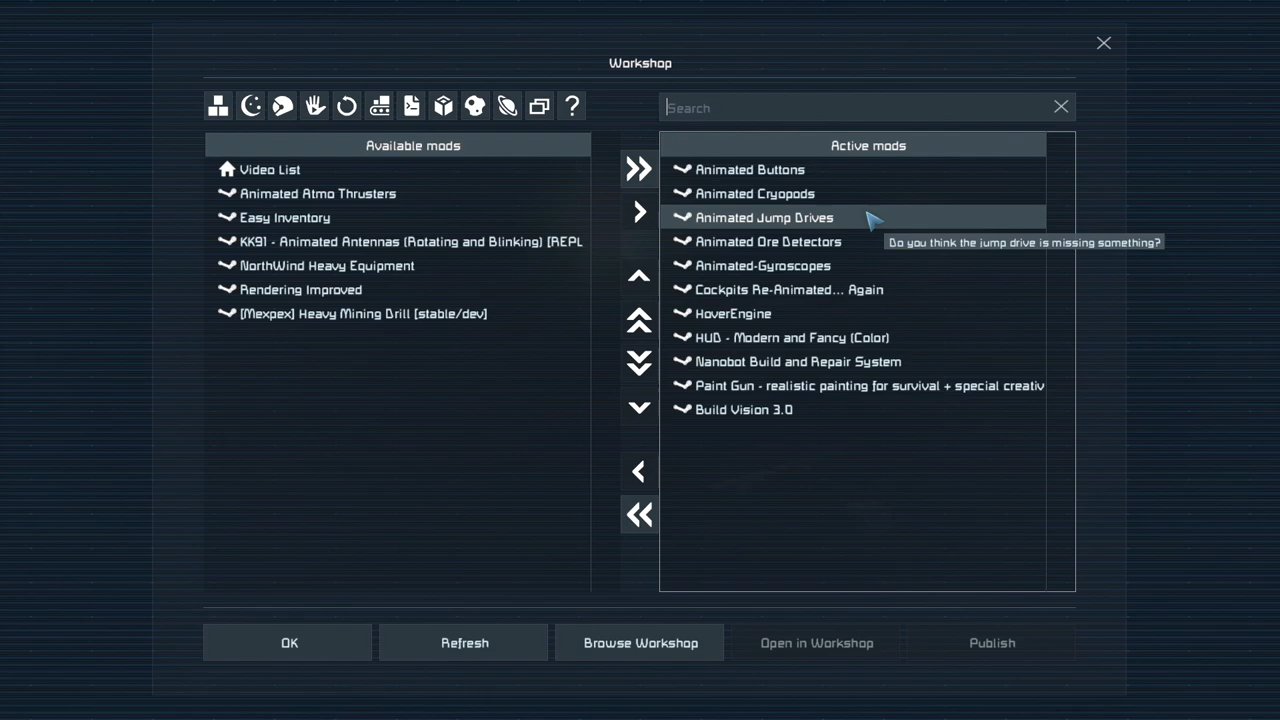 Workshop
?
Search
Available mods
Video List
Animated Atmo Thrusters
Easy Inventory
KK91 - Animated Antennas (Rotating and Blinking) [REPL
NorthWind Heavy Equipment
Rendering Improved
[Mexpex] Heavy Mining Drill [stable/dev]
Active mods
Animated Buttons
Animated Cryopods
Animated Jump Drives
Do you think the jump drive is missing something?
Animated Ore Detectors
Animated-Gyroscopes
Cockpits Re-Animated... Again
HoverEngine
HUD - Modern and Fancy (Color)
Nanobot Build and Repair System
Paint Gun - realistic painting for survival + special creativ
Build Vision 3.0
OK
Refresh
Browse Workshop
Open in Workshop
Publish